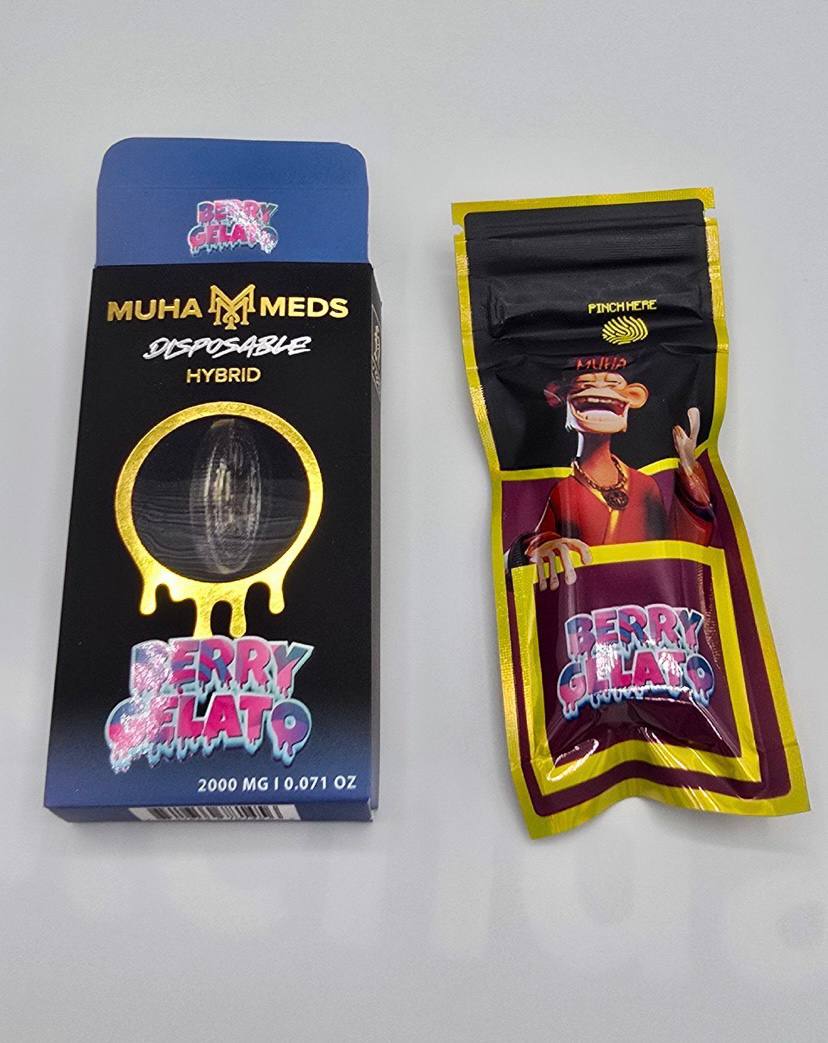 BERRY
GELATO
MUHA MEDS
DISPOSABLE
HYBRID
BERRY
GELATO
2000 MG | 0.071 OZ
PINCH HERE
MUHA
BERRY
GELATO